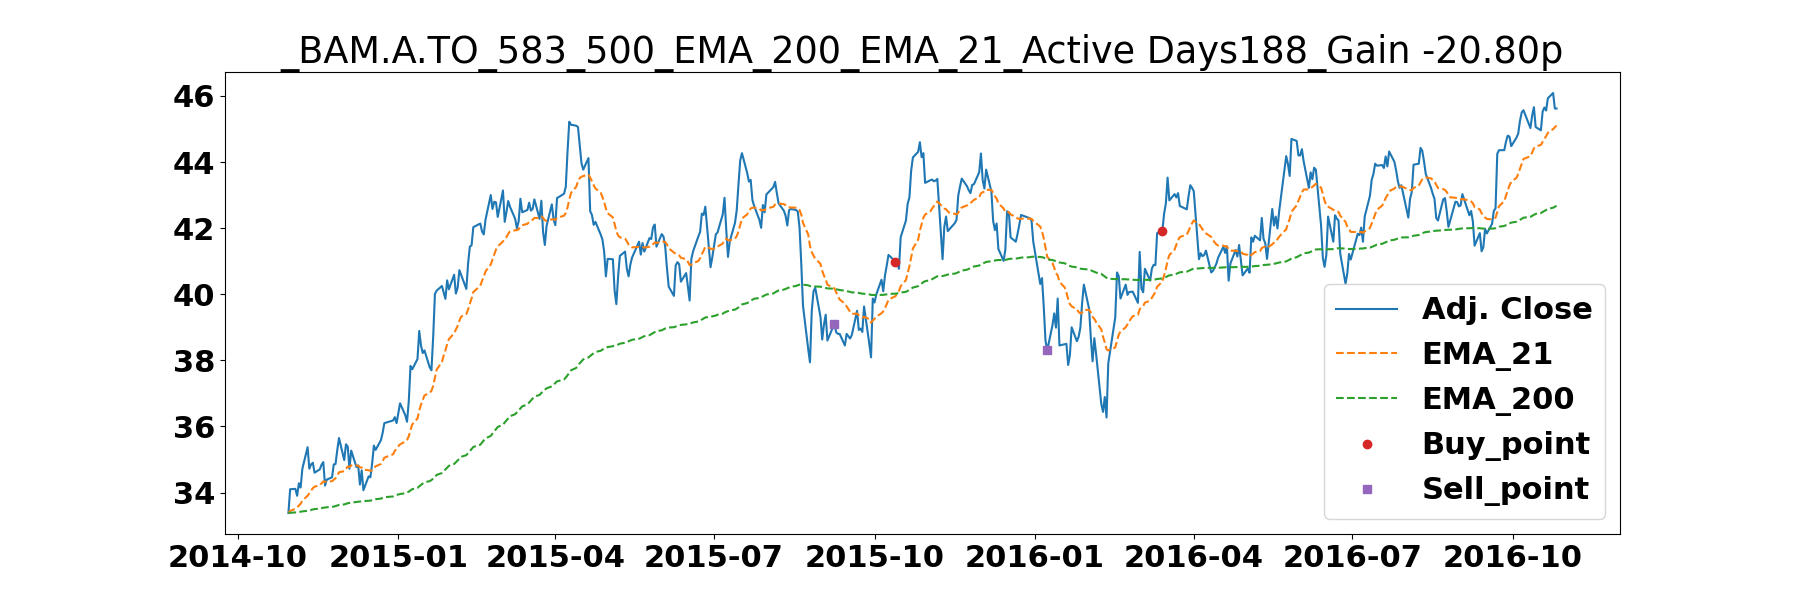 _BAM.A.TO_583_500_EMA_200_EMA_21_Active Days188_Gain -20.80p
46
44
42
40
38
36
34
Adj. Close
EMA_21
EMA_200
Buy_point
Sell_point
2014-10 2015-01 2015-04 2015-07 2015-10 2016-01 2016-04 2016-07 2016-10